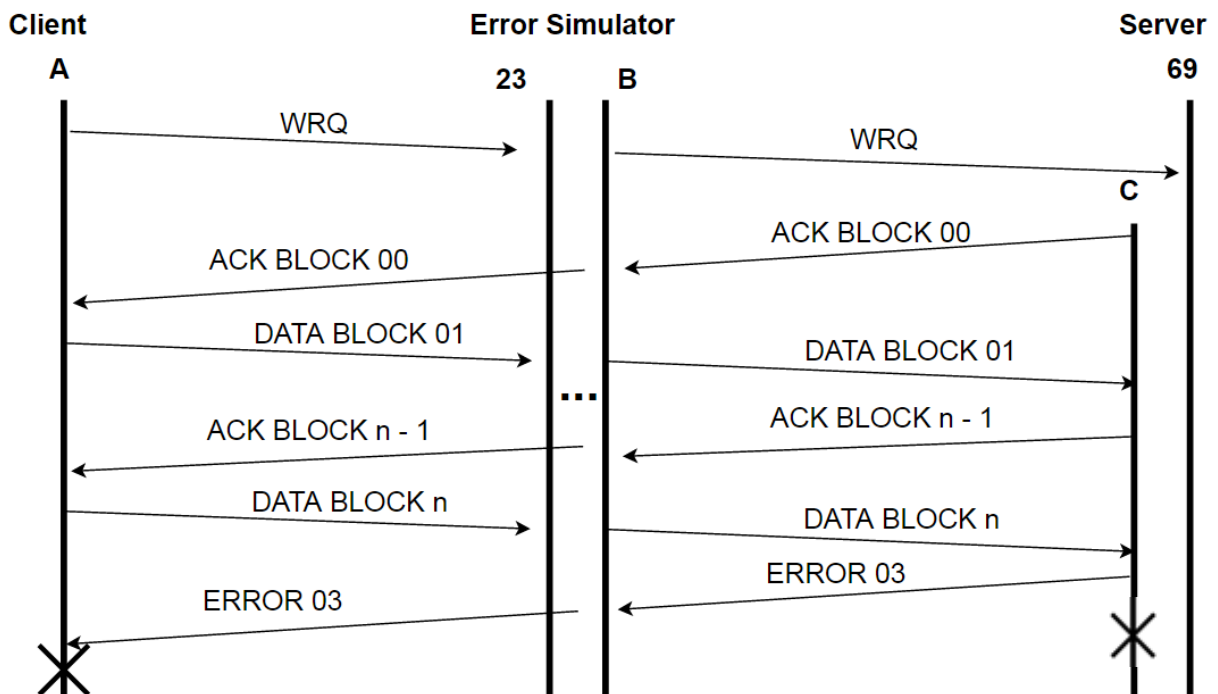 Client Error Simulator Server
A 23 B 69
WRQ
WRQ
C
ACK BLOCK 00
ACK BLOCK 00
DATA BLOCK 01
DATA BLOCK 01
...
ACK BLOCK n - 1
ACK BLOCK n - 1
DATA BLOCK n
DATA BLOCK n
ERROR 03
ERROR 03